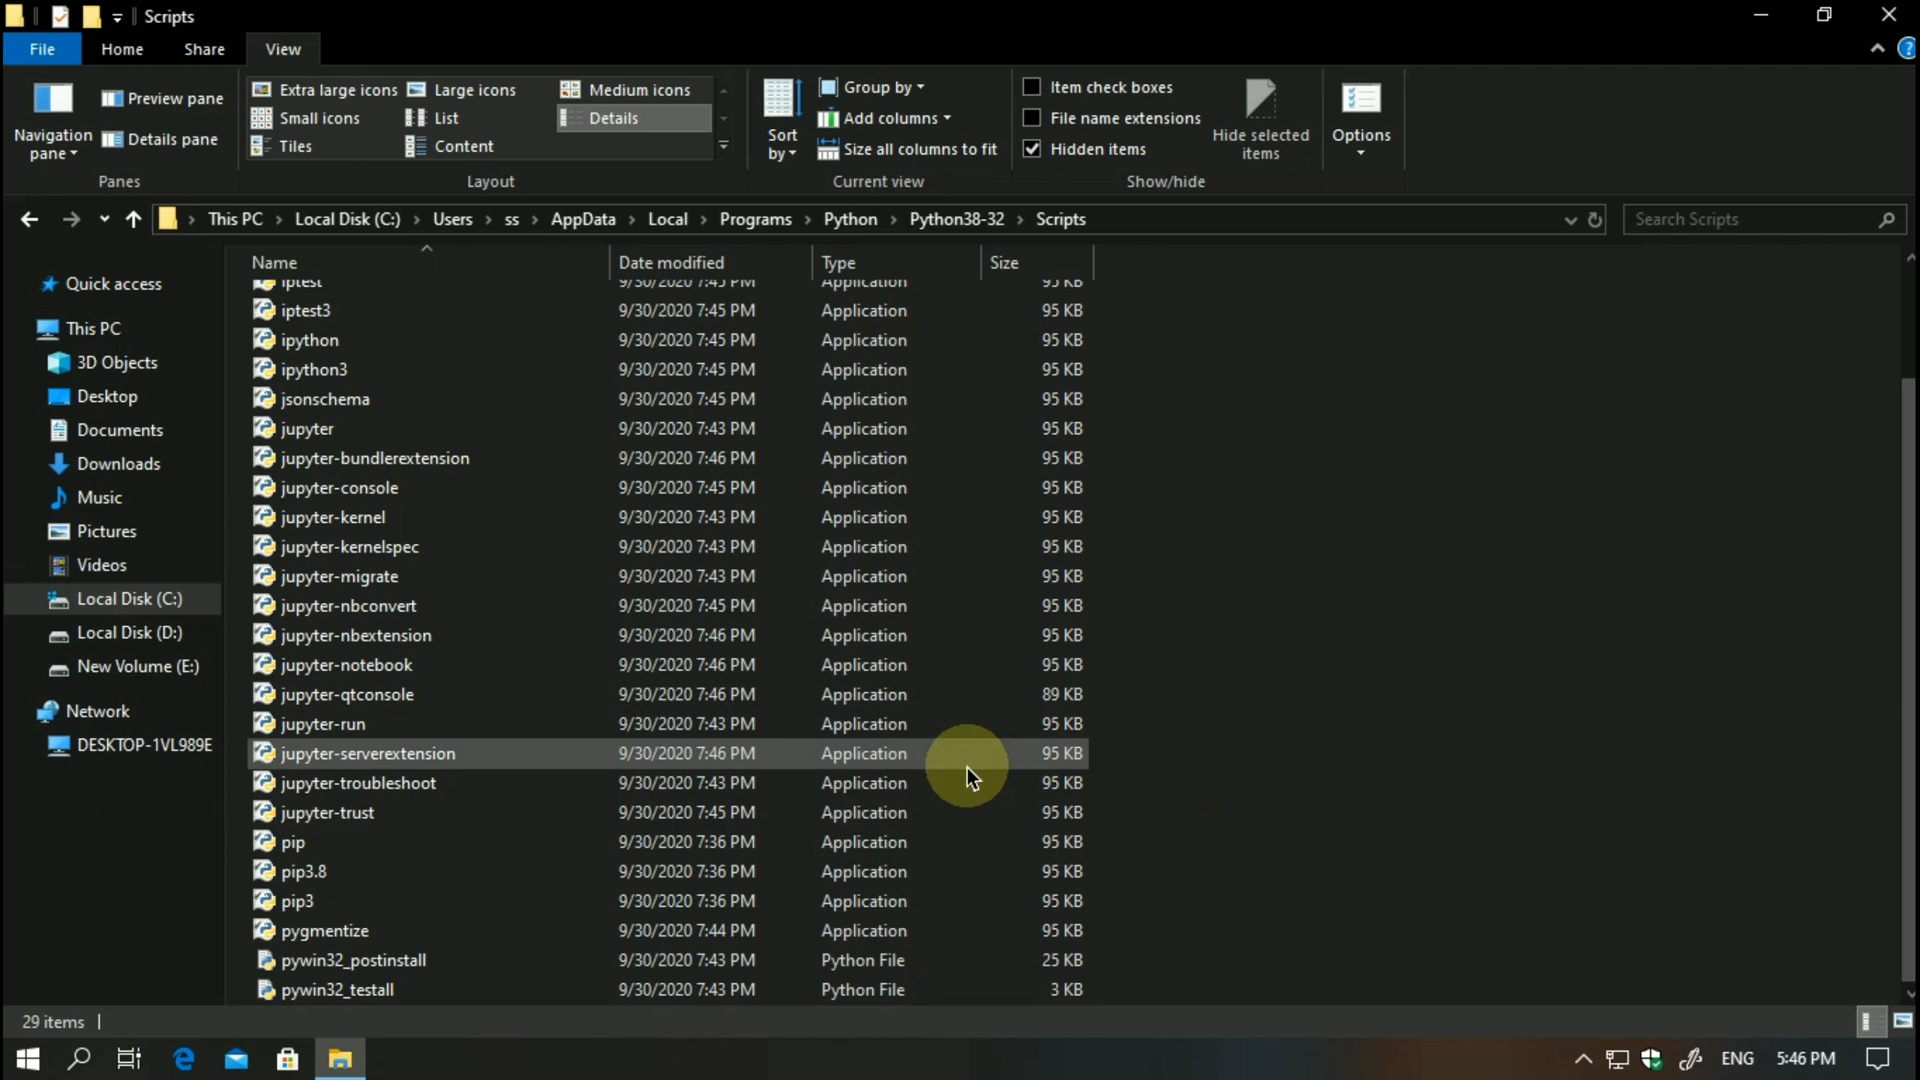 Scripts
File Home Share View
Navigation pane
Preview pane
Details pane
Panes
Extra large icons Large icons Medium icons
Small icons List Details
Tiles Content
Layout
Sort by
Group by
Add columns
Size all columns to fit
Current view
Item check boxes
File name extensions
Hidden items
Hide selected items
Show/hide
Options
This PC Local Disk (C:) Users ss AppData Local Programs Python Python38-32 Scripts
Search Scripts
Quick access
This PC
3D Objects
Desktop
Documents
Downloads
Music
Pictures
Videos
Local Disk (C:)
Local Disk (D:)
New Volume (E:)
Network
DESKTOP-1VL989E
Name Date modified Type Size
iptest 9/30/2020 7:45 PM Application 95 KB
iptest3 9/30/2020 7:45 PM Application 95 KB
ipython 9/30/2020 7:45 PM Application 95 KB
ipython3 9/30/2020 7:45 PM Application 95 KB
jsonschema 9/30/2020 7:45 PM Application 95 KB
jupyter 9/30/2020 7:43 PM Application 95 KB
jupyter-bundlerextension 9/30/2020 7:46 PM Application 95 KB
jupyter-console 9/30/2020 7:45 PM Application 95 KB
jupyter-kernel 9/30/2020 7:43 PM Application 95 KB
jupyter-kernelspec 9/30/2020 7:43 PM Application 95 KB
jupyter-migrate 9/30/2020 7:43 PM Application 95 KB
jupyter-nbconvert 9/30/2020 7:45 PM Application 95 KB
jupyter-nbextension 9/30/2020 7:46 PM Application 95 KB
jupyter-notebook 9/30/2020 7:46 PM Application 95 KB
jupyter-qtconsole 9/30/2020 7:46 PM Application 89 KB
jupyter-run 9/30/2020 7:43 PM Application 95 KB
jupyter-serverextension 9/30/2020 7:46 PM Application 95 KB
jupyter-troubleshoot 9/30/2020 7:43 PM Application 95 KB
jupyter-trust 9/30/2020 7:45 PM Application 95 KB
pip 9/30/2020 7:36 PM Application 95 KB
pip3.8 9/30/2020 7:36 PM Application 95 KB
pip3 9/30/2020 7:36 PM Application 95 KB
pygmentize 9/30/2020 7:44 PM Application 95 KB
pywin32_postinstall 9/30/2020 7:43 PM Python File 25 KB
pywin32_testall 9/30/2020 7:43 PM Python File 3 KB
29 items
ENG 5:46 PM